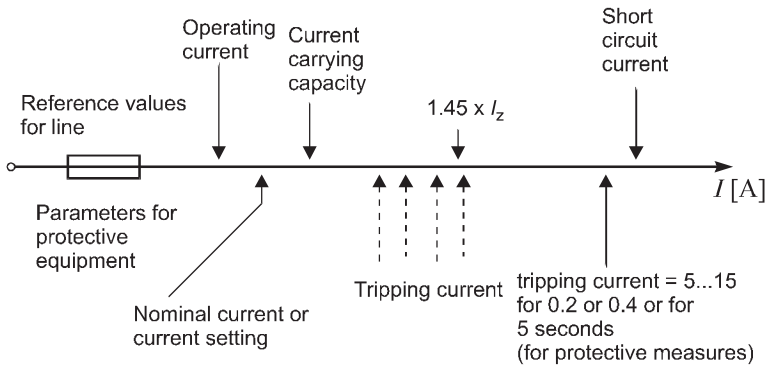 Operating
current
Current
carrying
capacity
Short
circuit
current
Reference values
for line
1.45 x Iz
I [A]
Parameters for
protective
equipment
Nominal current or
current setting
Tripping current
tripping current = 5...15
for 0.2 or 0.4 or for
5 seconds
(for protective measures)